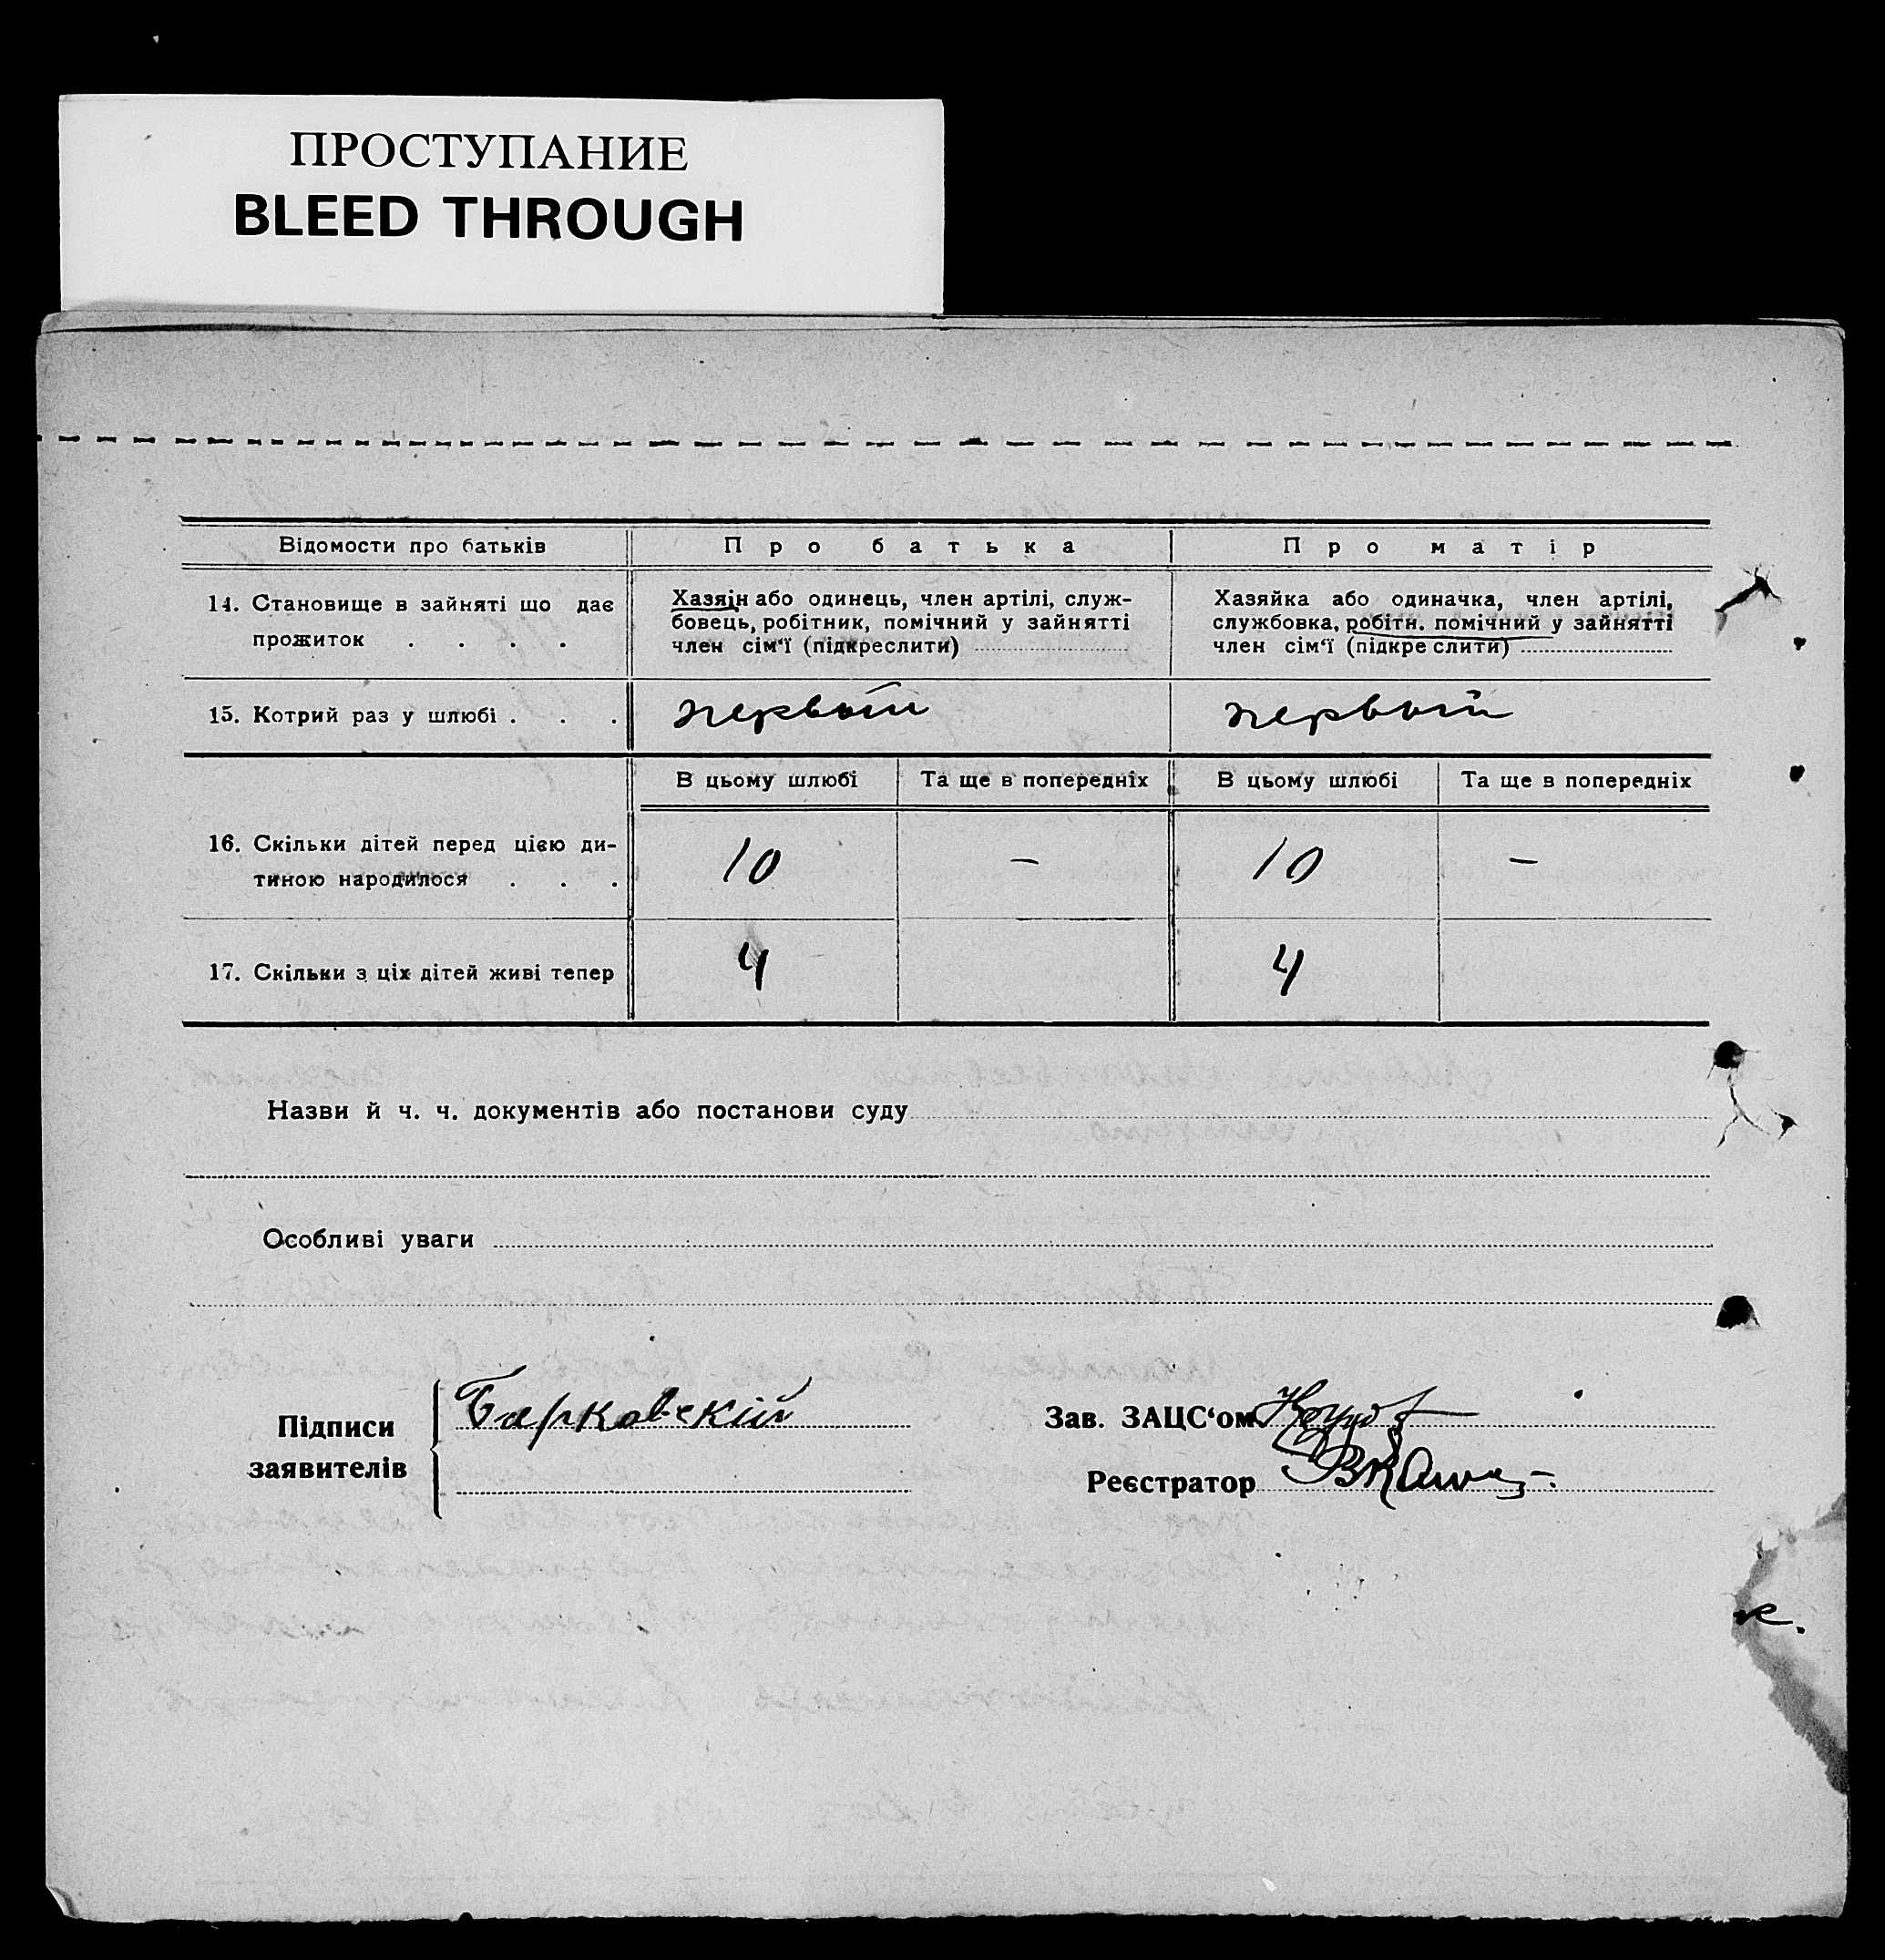 ПРОСТУПАНИЕ
BLEED THROUGH
Відомости про батьків
Про батька
Про матір
14. Становище в зайняті що дає
прожиток . . . .
Хазяїн або одинець, член артілі, служ-
бовець, робітник, помічний у зайнятті
член сім‘ї (підкреслити)
Хазяйка або одиначка, член артілі,
службовка, робітн. помічний у зайнятті
член сім‘ї (підкреслити)
15. Котрий раз у шлюбі . . .
первый
первый
В цьому шлюбі
Та ще в попередніх
В цьому шлюбі
Та ще в попередніх
16. Скільки дітей перед цією ди-
тиною народилося . . .
10
–
10
–
17. Скільки з ціх дітей живі тепер
4
4
Назви й ч. ч. документів або постанови суду
Особливі уваги
Підписи
заявителів
Барковский
Зав. ЗАЦС‘ом
Реєстратор